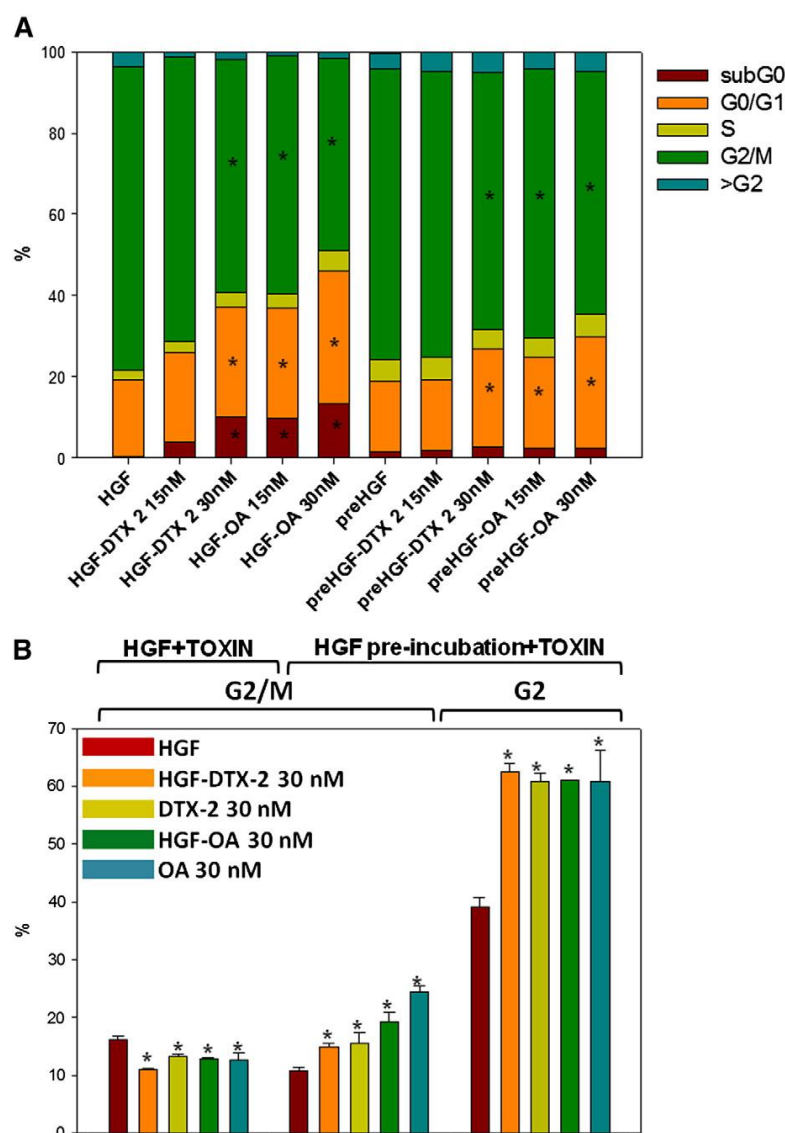 A
100
80
60
40
20
0
%
subG0
G0/G1
S
G2/M
>G2
* * * * * *
* * * * * *
* * *
HGF
HGF-DTX 2 15nM
HGF-DTX 2 30nM
HGF-OA 15nM
HGF-OA 30nM
preHGF
preHGF-DTX 2 15nM
preHGF-DTX 2 30nM
preHGF-OA 15nM
preHGF-OA 30nM
B
HGF+TOXIN
HGF pre-incubation+TOXIN
G2/M
G2
70
60
50
40
30
20
10
0
%
HGF
HGF-DTX-2 30 nM
DTX-2 30 nM
HGF-OA 30 nM
OA 30 nM
* * * *
* * * *
* * * *